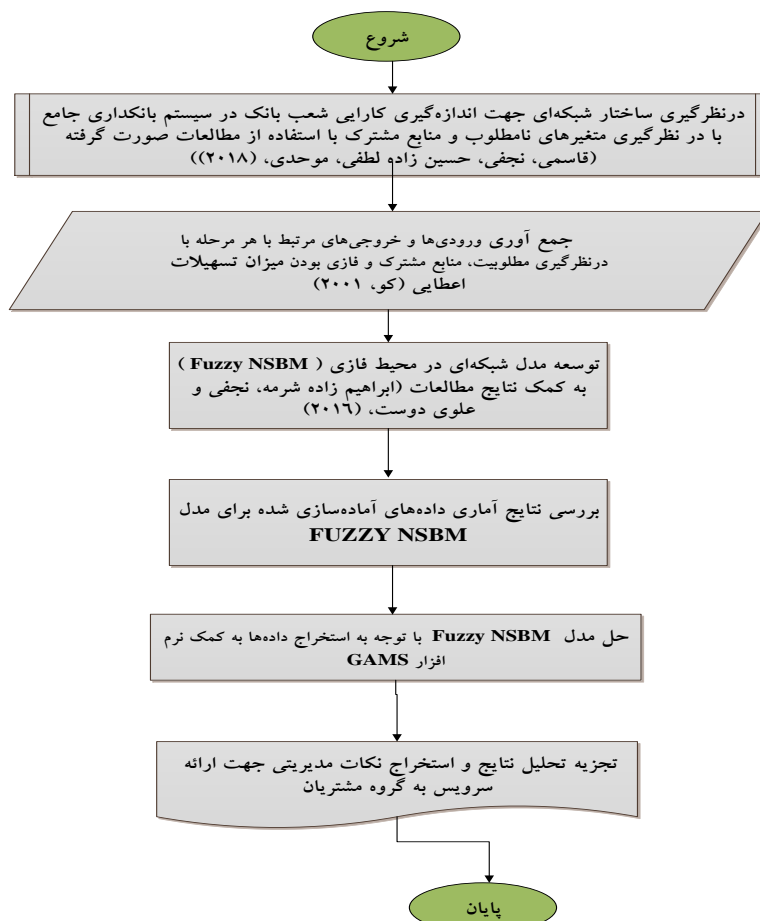 شروع
درنظرگیری ساختار شبکه‌ای جهت اندازه‌گیری کارایی شعب بانک در سیستم بانکداری جامع
با در نظرگیری متغیرهای نامطلوب و منابع مشترک با استفاده از مطالعات صورت گرفته
(قاسمی، نجفی، حسین زاده لطفی، موحدی، (۲۰۱۸))
جمع آوری ورودی‌ها و خروجی‌های مرتبط با هر مرحله با
درنظرگیری مطلوبیت، منابع مشترک و فازی بودن میزان تسهیلات
اعطایی (کو، ۲۰۰۱)
توسعه مدل شبکه‌ای در محیط فازی ( Fuzzy NSBM )
به کمک نتایج مطالعات (ابراهیم زاده شرمه، نجفی و
علوی دوست، (۲۰۱۶)
بررسی نتایج آماری داده‌های آماده‌سازی شده برای مدل
FUZZY NSBM
حل مدل Fuzzy NSBM با توجه به استخراج داده‌ها به کمک نرم
افزار GAMS
تجزیه تحلیل نتایج و استخراج نکات مدیریتی جهت ارائه
سرویس به گروه مشتریان
پایان